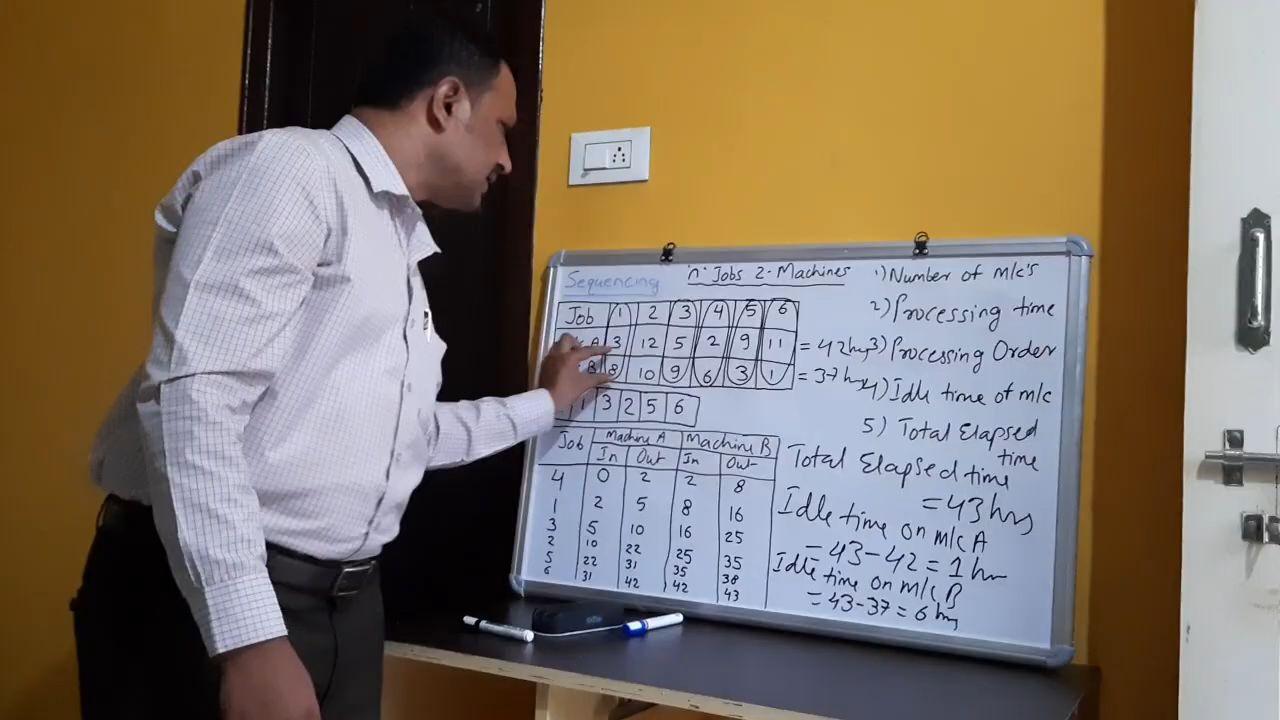 Sequencing
'n' Jobs 2-Machines
Job 1 2 3 4 5 6
A 3 12 5 2 9 11 = 42 hrs
B 8 10 9 6 3 1 = 37 hrs
1 3 2 5 6
Job Machine A Machine B
In Out In Out
4 0 2 2 8
1 2 5 8 16
3 5 10 16 25
2 10 22 25 35
5 22 31 35 38
6 31 42 42 43
1) Number of m/c's
2) Processing time
3) Processing Order
4) Idle time of m/c
5) Total Elapsed
time
Total Elapsed time
= 43 hrs
Idle time on m/c A
= 43-42 = 1 hr
Idle time on m/c B
= 43-37 = 6 hrs